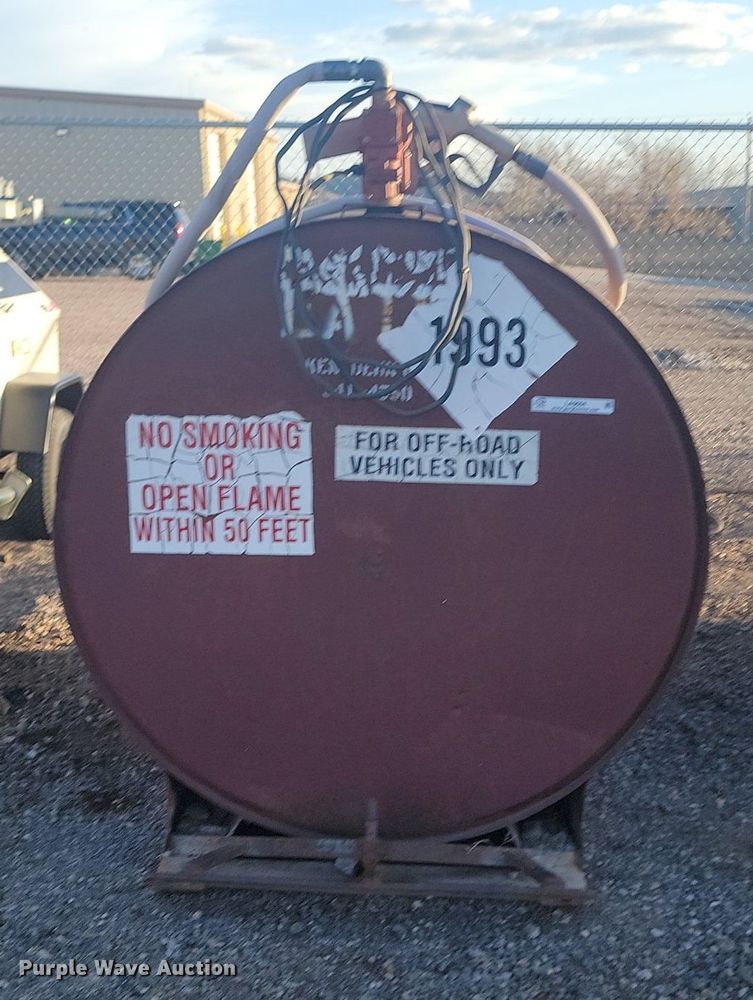 1993
NO SMOKING
OR
OPEN FLAME
WITHIN 50 FEET
FOR OFF-ROAD
VEHICLES ONLY
Purple Wave Auction